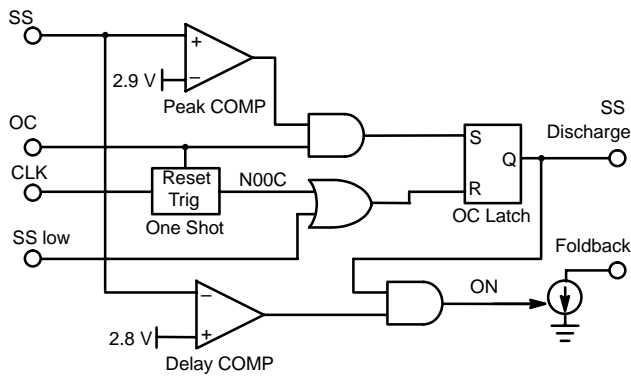 SS
+
2.9 V
−
Peak COMP
OC
SS
Discharge
S
Q
CLK
Reset
Trig
N00C
R
One Shot
OC Latch
SS low
Foldback
−
ON
2.8 V
+
Delay COMP